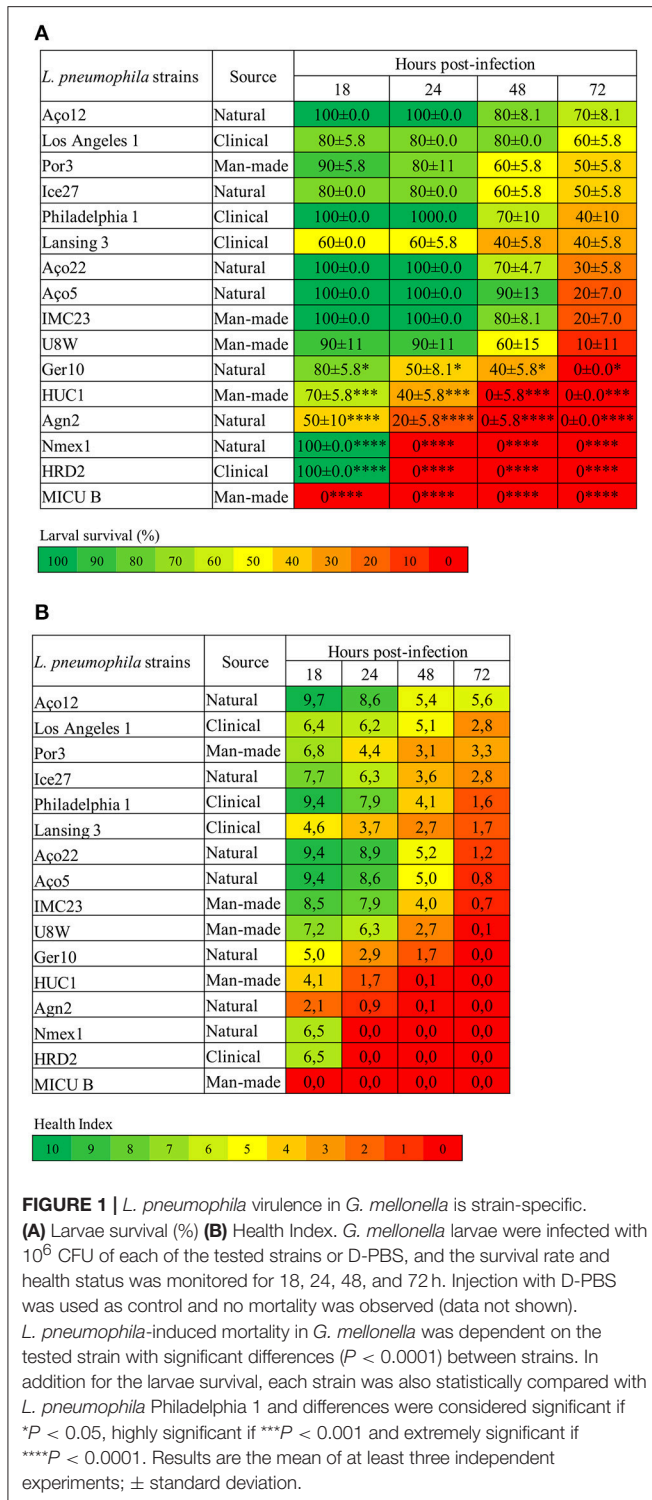 A
L. pneumophila strains Source Hours post-infection
18 24 48 72
Aço12 Natural 100±0.0 100±0.0 80±8.1 70±8.1
Los Angeles 1 Clinical 80±5.8 80±0.0 80±0.0 60±5.8
Por3 Man-made 90±5.8 80±11 60±5.8 50±5.8
Ice27 Natural 80±0.0 80±0.0 60±5.8 50±5.8
Philadelphia 1 Clinical 100±0.0 1000.0 70±10 40±10
Lansing 3 Clinical 60±0.0 60±5.8 40±5.8 40±5.8
Aço22 Natural 100±0.0 100±0.0 70±4.7 30±5.8
Aço5 Natural 100±0.0 100±0.0 90±13 20±7.0
IMC23 Man-made 100±0.0 100±0.0 80±8.1 20±7.0
U8W Man-made 90±11 90±11 60±15 10±11
Ger10 Natural 80±5.8* 50±8.1* 40±5.8* 0±0.0*
HUC1 Man-made 70±5.8*** 40±5.8*** 0±5.8*** 0±0.0***
Agn2 Natural 50±10**** 20±5.8**** 0±5.8**** 0±0.0****
Nmex1 Natural 100±0.0**** 0**** 0**** 0****
HRD2 Clinical 100±0.0**** 0**** 0**** 0****
MICU B Man-made 0**** 0**** 0**** 0****
Larval survival (%)
100 90 80 70 60 50 40 30 20 10 0
B
L. pneumophila strains Source Hours post-infection
18 24 48 72
Aço12 Natural 9,7 8,6 5,4 5,6
Los Angeles 1 Clinical 6,4 6,2 5,1 2,8
Por3 Man-made 6,8 4,4 3,1 3,3
Ice27 Natural 7,7 6,3 3,6 2,8
Philadelphia 1 Clinical 9,4 7,9 4,1 1,6
Lansing 3 Clinical 4,6 3,7 2,7 1,7
Aço22 Natural 9,4 8,9 5,2 1,2
Aço5 Natural 9,4 8,6 5,0 0,8
IMC23 Man-made 8,5 7,9 4,0 0,7
U8W Man-made 7,2 6,3 2,7 0,1
Ger10 Natural 5,0 2,9 1,7 0,0
HUC1 Man-made 4,1 1,7 0,1 0,0
Agn2 Natural 2,1 0,9 0,1 0,0
Nmex1 Natural 6,5 0,0 0,0 0,0
HRD2 Clinical 6,5 0,0 0,0 0,0
MICU B Man-made 0,0 0,0 0,0 0,0
Health Index
10 9 8 7 6 5 4 3 2 1 0
FIGURE 1 | L. pneumophila virulence in G. mellonella is strain-specific.
(A) Larvae survival (%) (B) Health Index. G. mellonella larvae were infected with
10⁶ CFU of each of the tested strains or D-PBS, and the survival rate and
health status was monitored for 18, 24, 48, and 72 h. Injection with D-PBS
was used as control and no mortality was observed (data not shown).
L. pneumophila-induced mortality in G. mellonella was dependent on the
tested strain with significant differences (P < 0.0001) between strains. In
addition for the larvae survival, each strain was also statistically compared with
L. pneumophila Philadelphia 1 and differences were considered significant if
*P < 0.05, highly significant if ***P < 0.001 and extremely significant if
****P < 0.0001. Results are the mean of at least three independent
experiments; ± standard deviation.